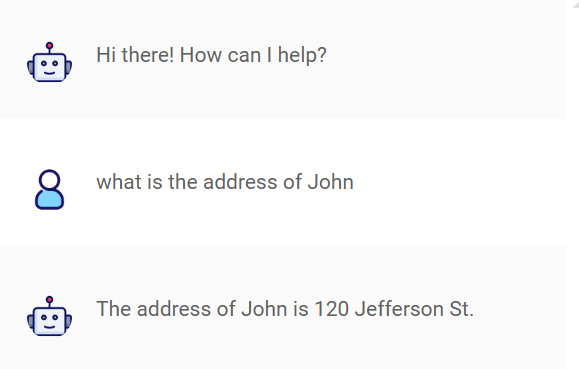 Hi there! How can I help?
what is the address of John
The address of John is 120 Jefferson St.